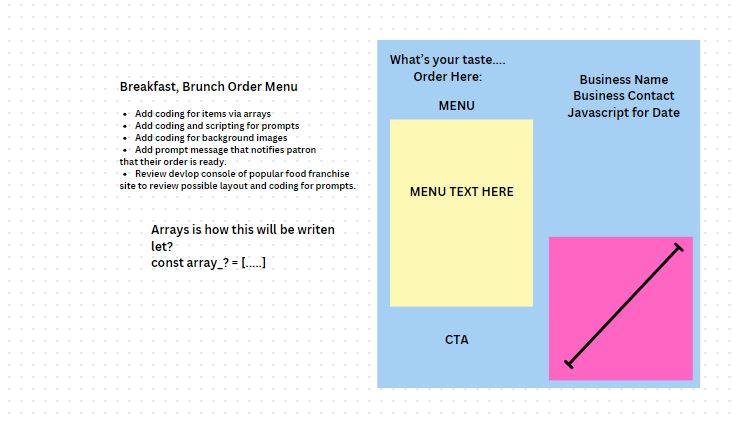 Breakfast, Brunch Order Menu
• Add coding for items via arrays
• Add coding and scripting for prompts
• Add coding for background images
• Add prompt message that notifies patron
that their order is ready.
• Review devlop console of popular food franchise
site to review possible layout and coding for prompts.
Arrays is how this will be writen
let?
const array_? = [.....]
What's your taste....
Order Here:
MENU
MENU TEXT HERE
CTA
Business Name
Business Contact
Javascript for Date